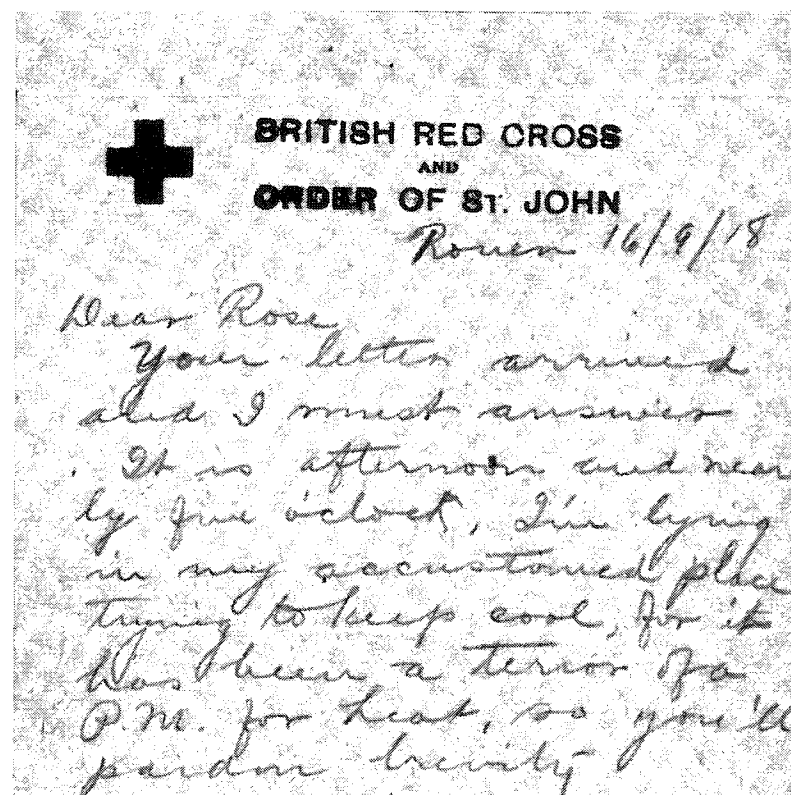 BRITISH RED CROSS
AND
ORDER OF ST. JOHN
Rouen 16/9/18
Dear Rose
Your letter arrived
and I must answer
. It is afternoon and near
ly five o'clock, I'm lying
in my accustomed place
trying to keep cool, for it
has been a terror of a
P.M. for heat, so you'll
pardon brevity